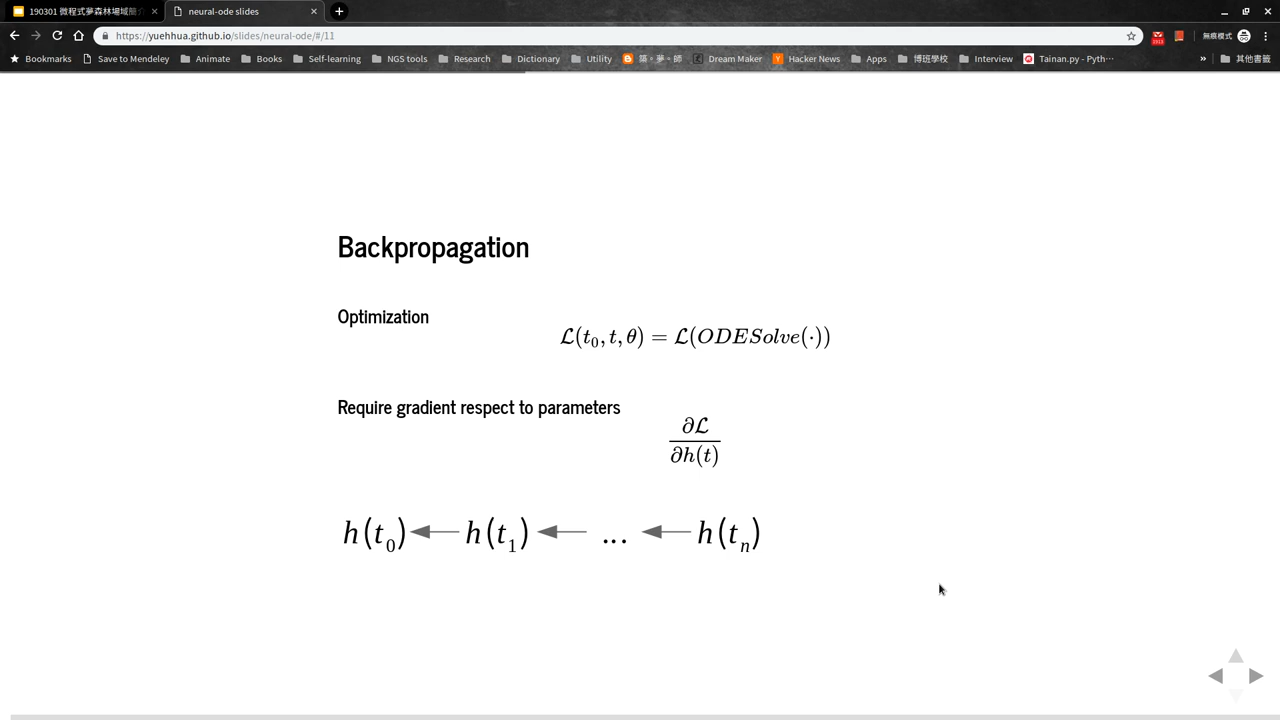 190301 微程式夢森林場域簡介
neural-ode slides
https://yuehhua.github.io/slides/neural-ode/#/11
無痕模式
Bookmarks Save to Mendeley Animate Books Self-learning NGS tools Research Dictionary Utility 築。夢。師 Dream Maker Hacker News Apps 博班學校 Interview Tainan.py - Pyth… » 其他書籤
Backpropagation
Optimization
ℒ(t₀, t, θ) = ℒ(ODESolve(·))
Require gradient respect to parameters
∂ℒ
∂h(t)
h(t₀) ← h(t₁) ← ... ← h(tₙ)